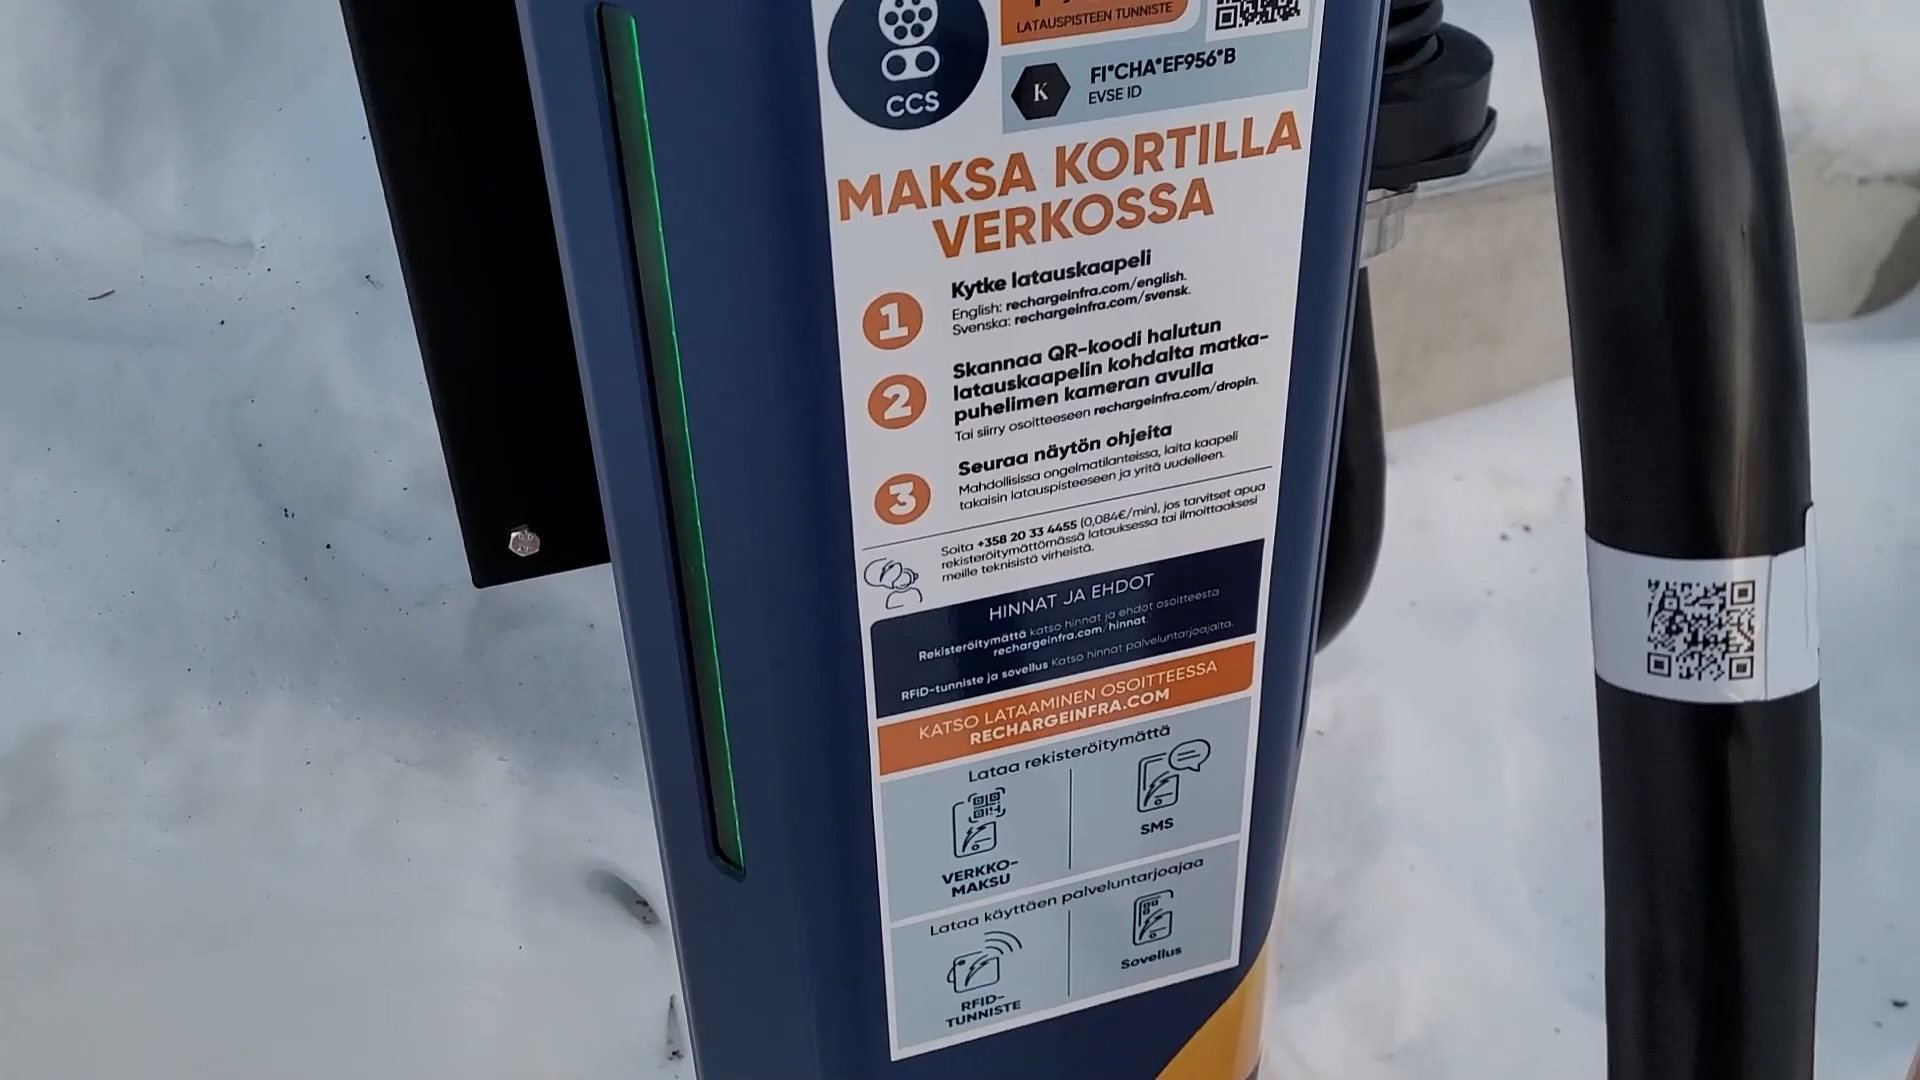 CCS
LATAUSPISTEEN TUNNISTE
K
FI*CHA*EF956*B
EVSE ID
MAKSA KORTILLA
VERKOSSA
1
Kytke latauskaapeli
English: rechargeinfra.com/english.
Svenska: rechargeinfra.com/svensk.
2
Skannaa QR-koodi halutun
latauskaapelin kohdalta matka-
puhelimen kameran avulla
Tai siirry osoitteeseen rechargeinfra.com/dropin.
3
Seuraa näytön ohjeita
Mahdollisissa ongelmatilanteissa, laita kaapeli
takaisin latauspisteeseen ja yritä uudelleen.
Soita +358 20 33 4455 (0,084€/min), jos tarvitset apua
rekisteröitymättömässä latauksessa tai ilmoittaaksesi
meille teknisistä virheistä.
HINNAT JA EHDOT
Rekisteröitymättä katso hinnat ja ehdot osoitteesta
rechargeinfra.com/hinnat.
RFID-tunniste ja sovellus Katso hinnat palveluntarjoajalta.
KATSO LATAAMINEN OSOITTEESSA
RECHARGEINFRA.COM
Lataa rekisteröitymättä
VERKKO-
MAKSU
SMS
Lataa käyttäen palveluntarjoajaa
RFID-
TUNNISTE
Sovellus